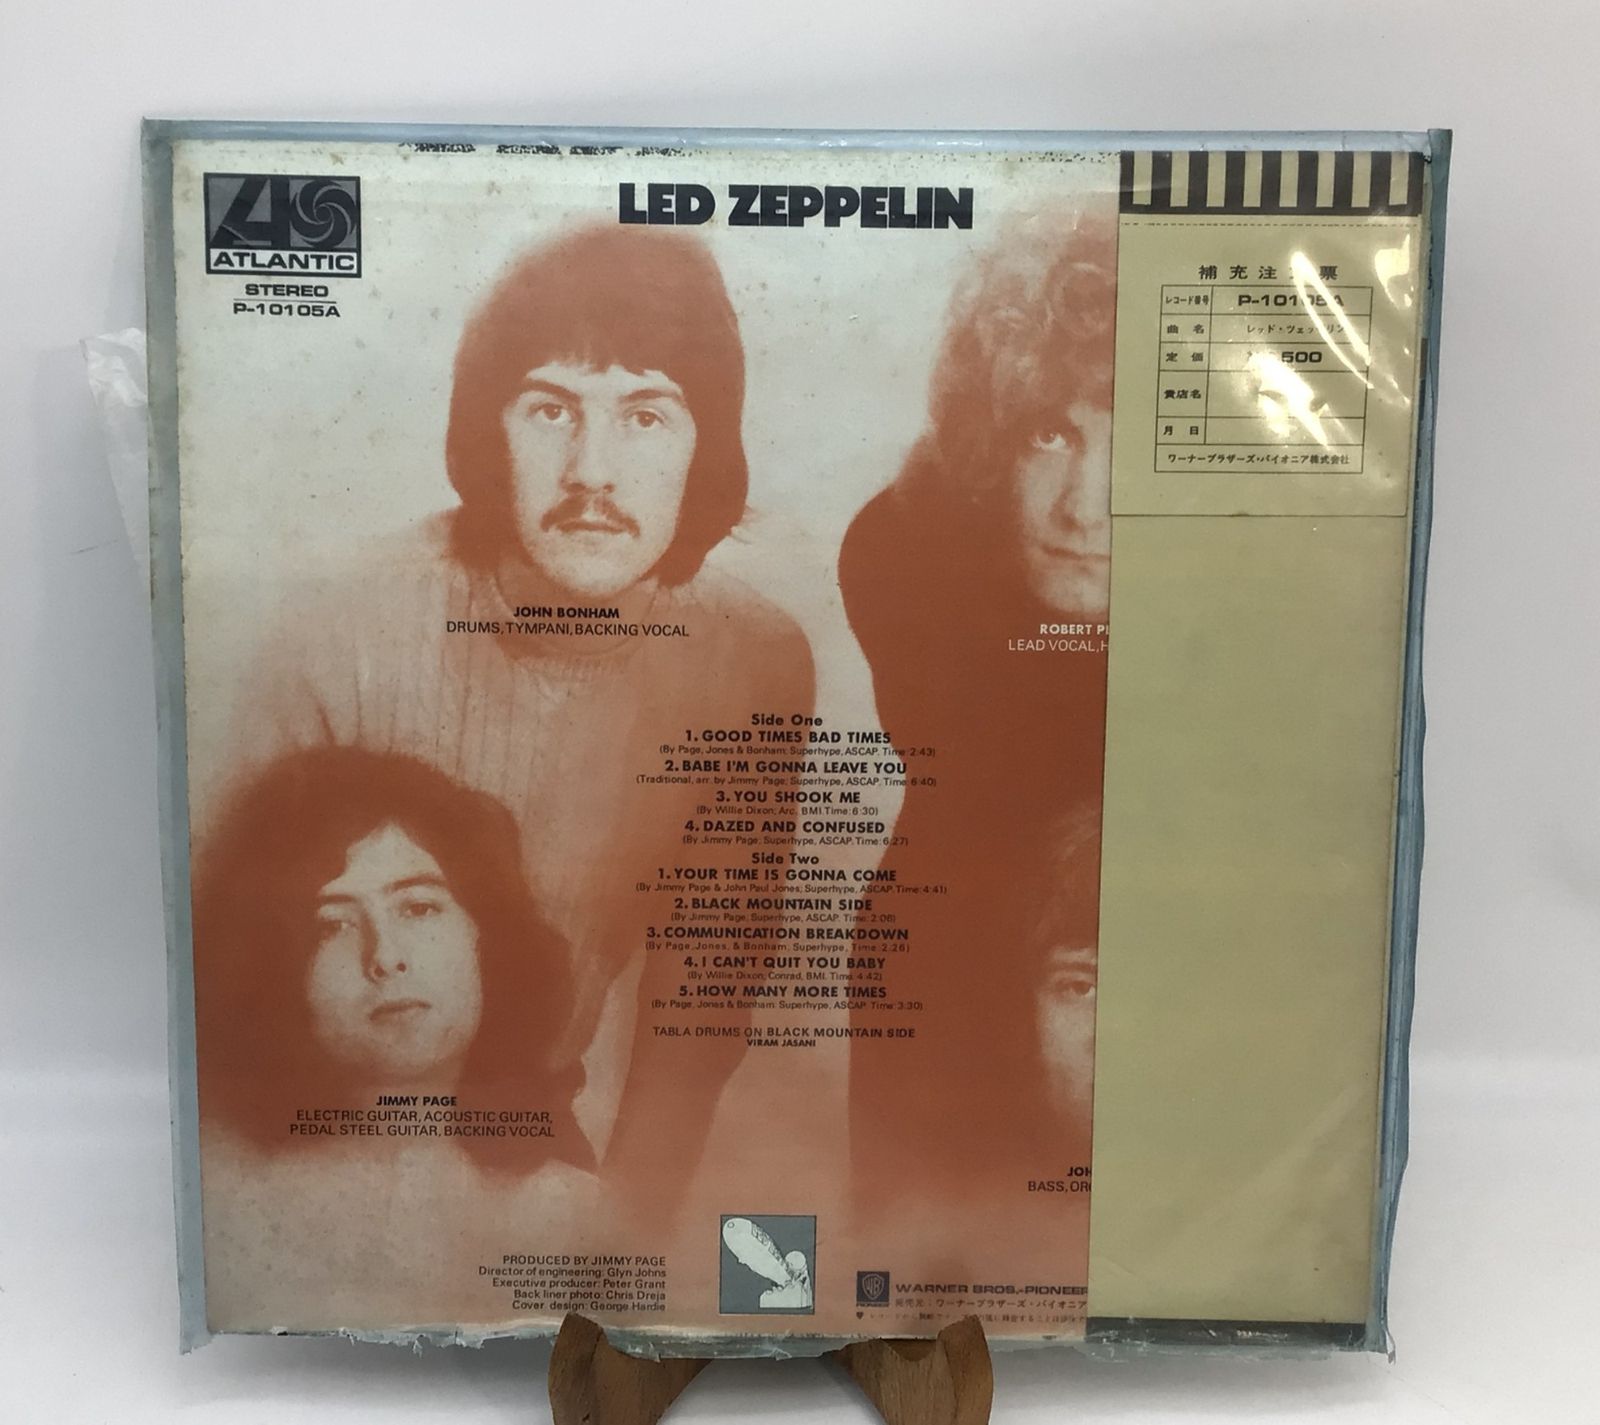 LED ZEPPELIN
ATLANTIC
STEREO
P-10105A
補充注 票
レコード番号 P-10105A
曲名 レッド・ツェッペリン
定価 500
貴店名
月日
ワーナーブラザーズ・パイオニア株式会社
JOHN BONHAM
DRUMS, TYMPANI, BACKING VOCAL
ROBERT
LEAD VOCAL,
Side One
1. GOOD TIMES BAD TIMES
(By Page, Jones & Bonham; Superhype, ASCAP. Time 2:43)
2. BABE I'M GONNA LEAVE YOU
(Traditional, arr. by Jimmy Page; Superhype, ASCAP. Time 6:40)
3. YOU SHOOK ME
(By Willie Dixon; Arc, BMI. Time: 6:30)
4. DAZED AND CONFUSED
(By Jimmy Page; Superhype, ASCAP. Time: 6:27)
Side Two
1. YOUR TIME IS GONNA COME
(By Jimmy Page & John Paul Jones; Superhype, ASCAP. Time: 4:41)
2. BLACK MOUNTAIN SIDE
(By Jimmy Page; Superhype, ASCAP. Time: 2:06)
3. COMMUNICATION BREAKDOWN
(By Page, Jones, & Bonham; Superhype, Time: 2:26)
4. I CAN'T QUIT YOU BABY
(By Willie Dixon; Conrad, BMI. Time 4:42)
5. HOW MANY MORE TIMES
(By Page, Jones & Bonham: Superhype, ASCAP. Time: 3:30)
TABLA DRUMS ON BLACK MOUNTAIN SIDE
VIRAM JASANI
JIMMY PAGE
ELECTRIC GUITAR, ACOUSTIC GUITAR,
PEDAL STEEL GUITAR, BACKING VOCAL
JOH
BASS, OR
PRODUCED BY JIMMY PAGE
Director of engineering: Glyn Johns
Executive producer: Peter Grant
Back liner photo: Chris Dreja
Cover design: George Hardie
WB
PIONEER
WARNER BROS.-PIONEER
発売元:ワーナーブラザーズ・パイオニア